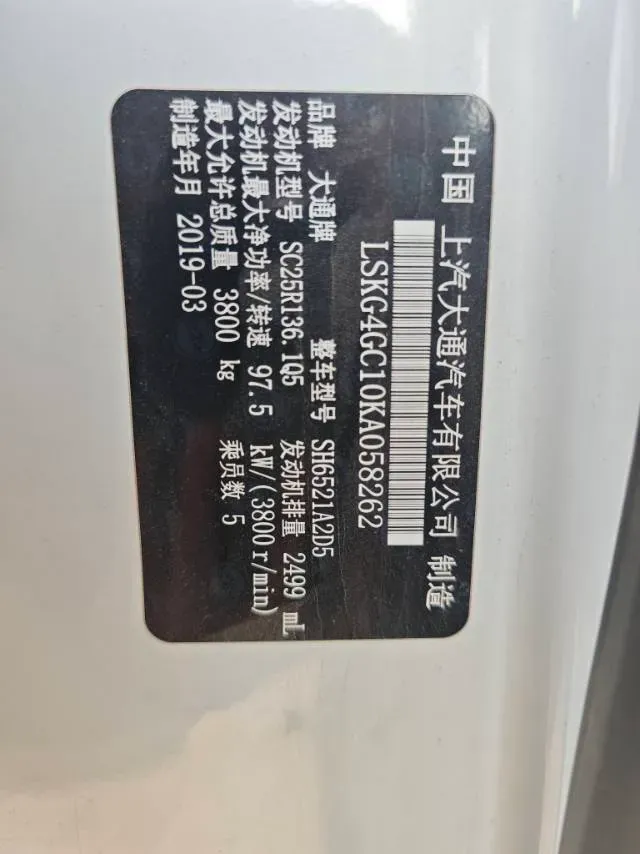 中国 上汽大通汽车有限公司 制造
LSKG4GC10KA058262
品牌 大通牌 整车型号 SH6521A2D5
发动机型号 SC25R136.1Q5 发动机排量 2499 mL
发动机最大净功率/转速 97.5 kW/(3800r/min)
最大允许总质量 3800 kg 乘员数 5
制造年月 2019-03